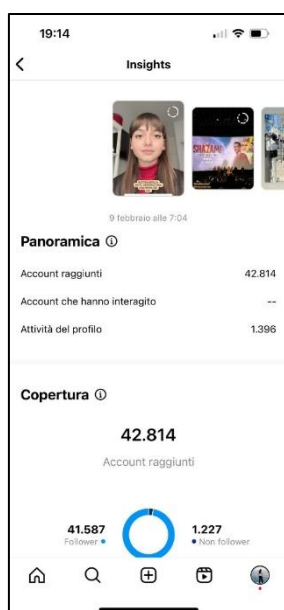 19:14
Insights
SHAZAM!
9 febbraio alle 7:04
Panoramica
Account raggiunti 42.814
Account che hanno interagito --
Attività del profilo 1.396
Copertura
42.814
Account raggiunti
41.587 1.227
Follower Non follower